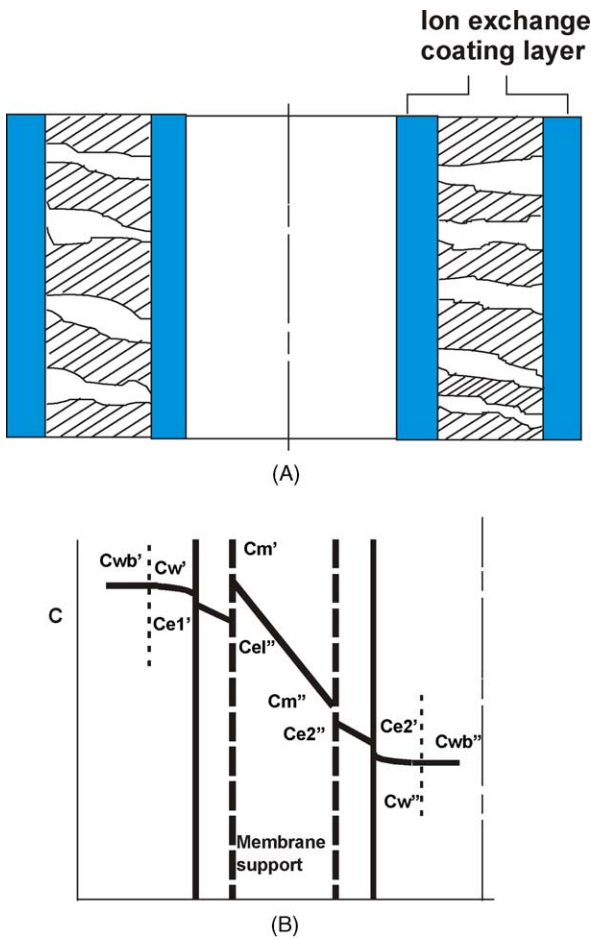 Ion exchange
coating layer
(A)
Cm’
Cwb’
Cw’
C
Ce1’
Cel”
Cm”
Ce2”
Ce2’
Cwb”
Cw”
Membrane
support
(B)